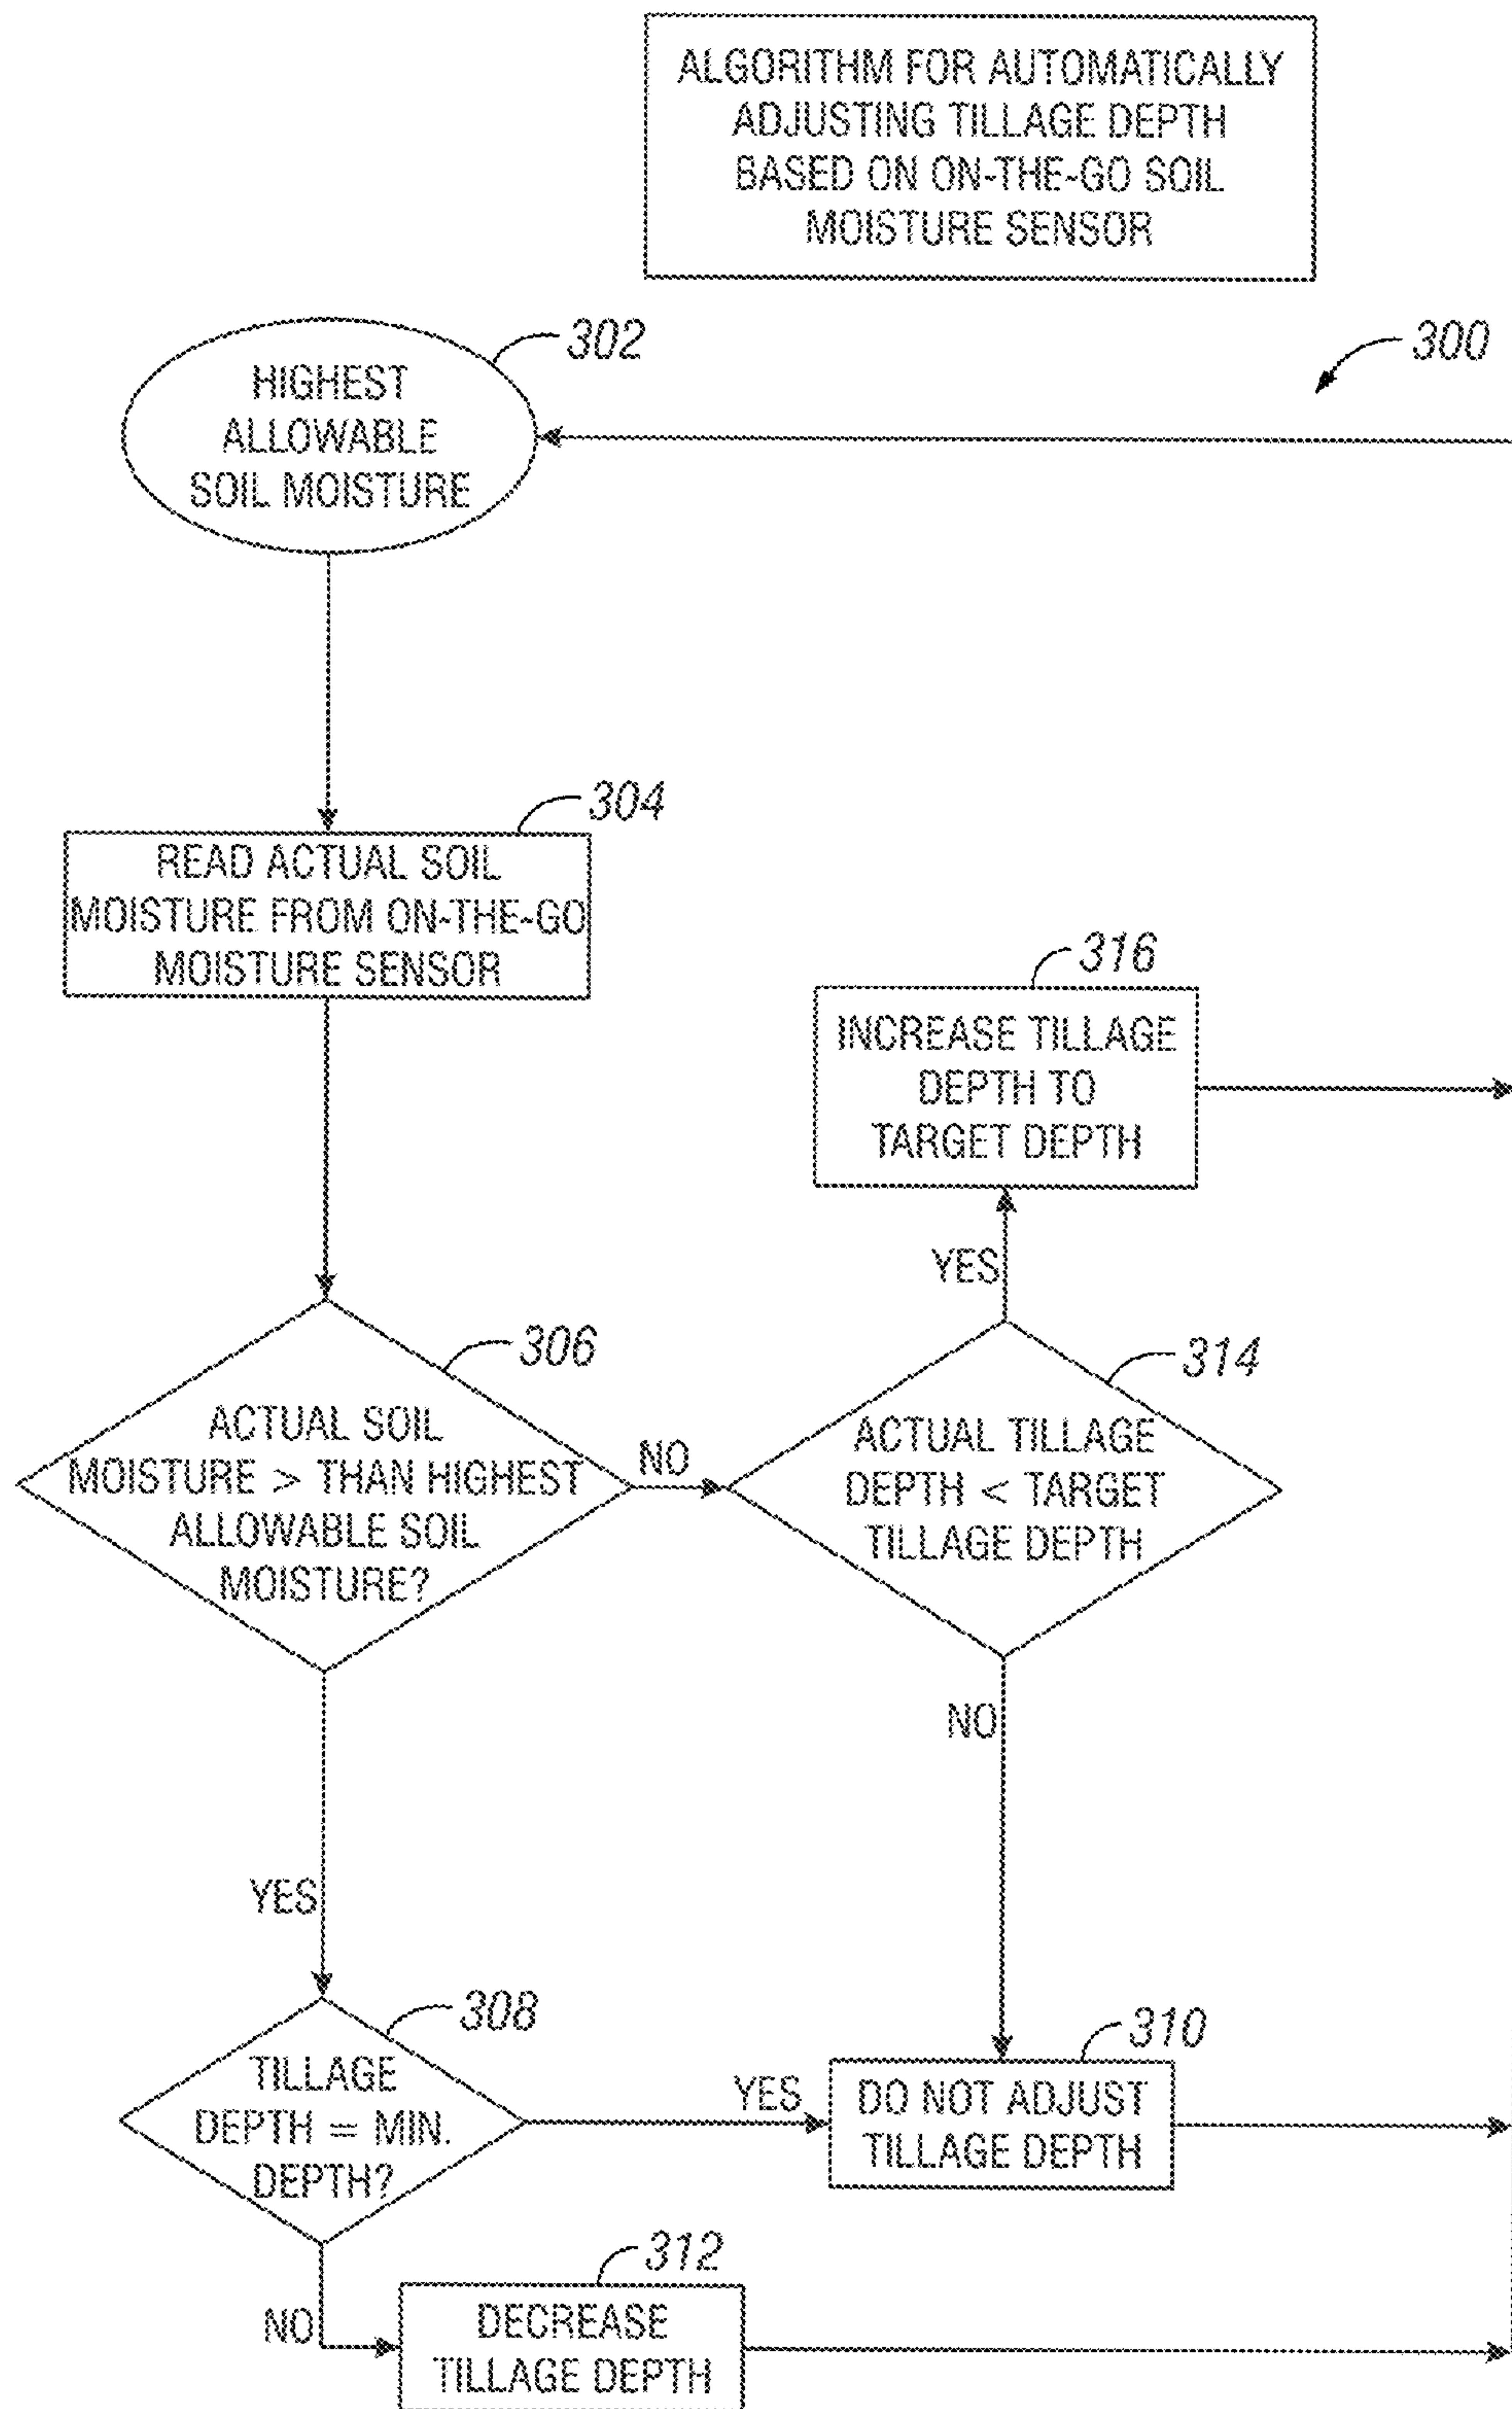 ALGORITHM FOR AUTOMATICALLY
ADJUSTING TILLAGE DEPTH
BASED ON ON-THE-GO SOIL
MOISTURE SENSOR
302
300
HIGHEST
ALLOWABLE
SOIL MOISTURE
304
READ ACTUAL SOIL
MOISTURE FROM ON-THE-GO
MOISTURE SENSOR
316
INCREASE TILLAGE
DEPTH TO
TARGET DEPTH
YES
306
ACTUAL SOIL
MOISTURE > THAN HIGHEST
ALLOWABLE SOIL
MOISTURE?
NO
314
ACTUAL TILLAGE
DEPTH < TARGET
TILLAGE DEPTH
NO
YES
308
TILLAGE
DEPTH = MIN.
DEPTH?
YES
310
DO NOT ADJUST
TILLAGE DEPTH
NO
312
DECREASE
TILLAGE DEPTH